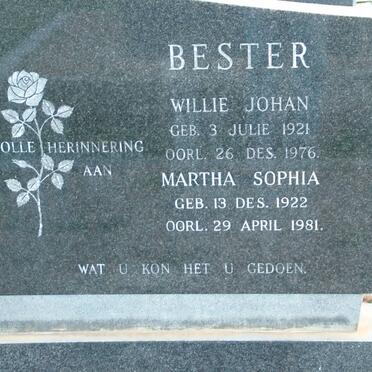 BESTER
WILLIE JOHAN
GEB. 3 JULIE 1921
OORL. 26 DES. 1976.
MARTHA SOPHIA
GEB. 13 DES. 1922
OORL. 29 APRIL 1981.
OLLE HERINNERING
AAN
WAT U KON HET U GEDOEN.